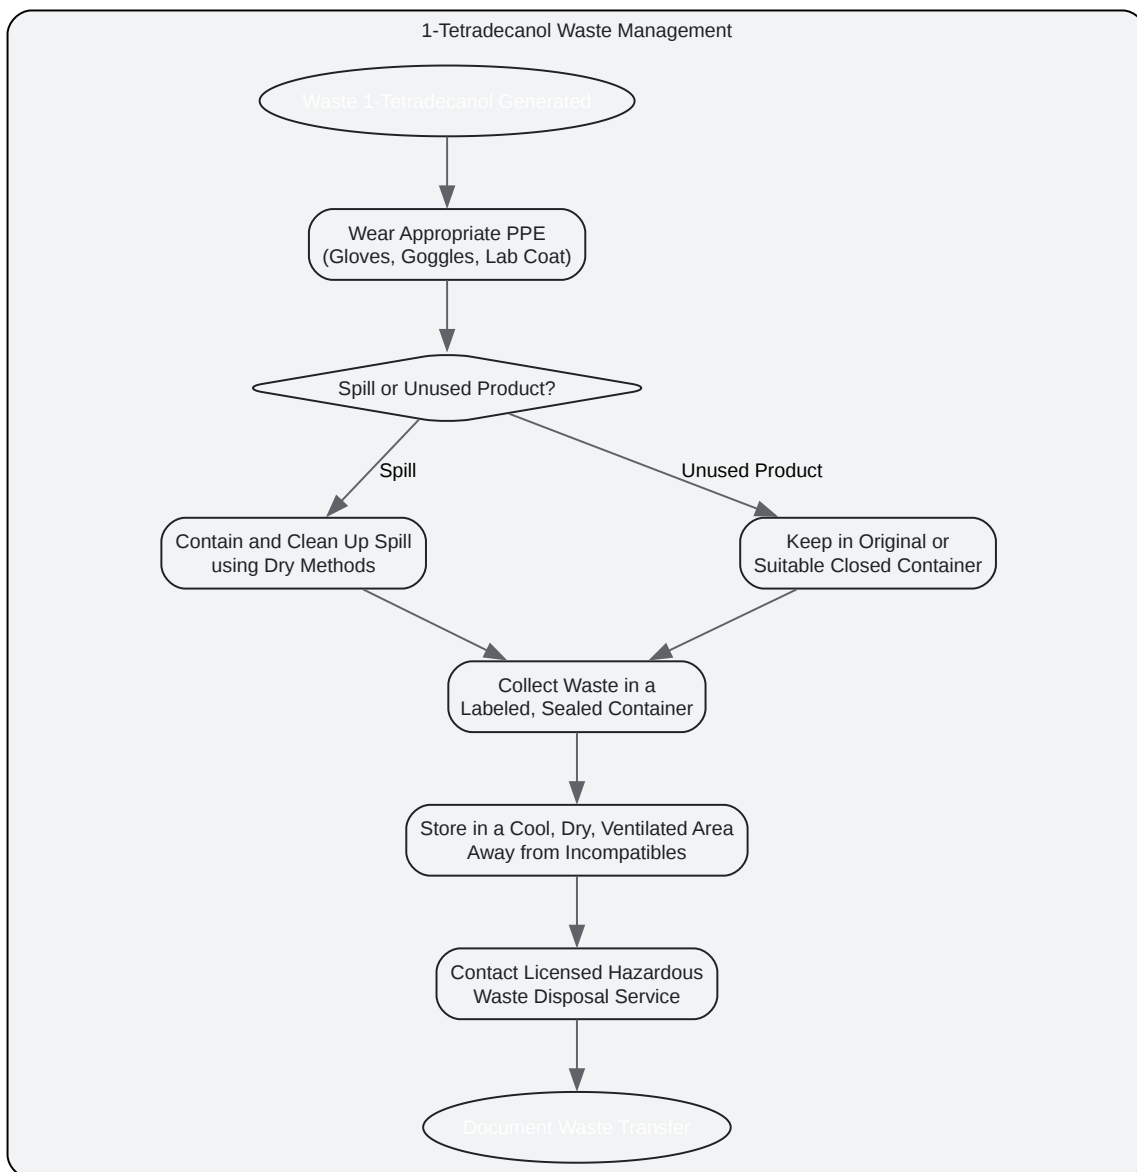 1-Tetradecanol Waste Management
Waste 1-Tetradecanol Generated
Wear Appropriate PPE
(Gloves, Goggles, Lab Coat)
Spill or Unused Product?
Spill
Unused Product
Contain and Clean Up Spill
using Dry Methods
Keep in Original or
Suitable Closed Container
Collect Waste in a
Labeled, Sealed Container
Store in a Cool, Dry, Ventilated Area
Away from Incompatibles
Contact Licensed Hazardous
Waste Disposal Service
Document Waste Transfer